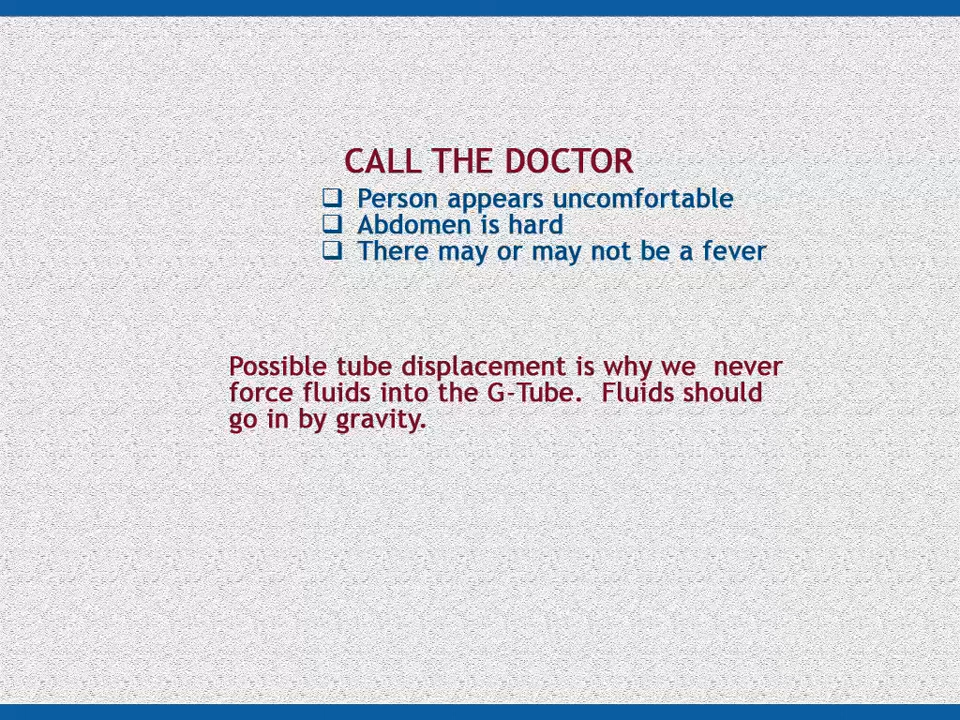 CALL THE DOCTOR
❑ Person appears uncomfortable
❑ Abdomen is hard
❑ There may or may not be a fever
Possible tube displacement is why we  never
force fluids into the G-Tube.  Fluids should
go in by gravity.